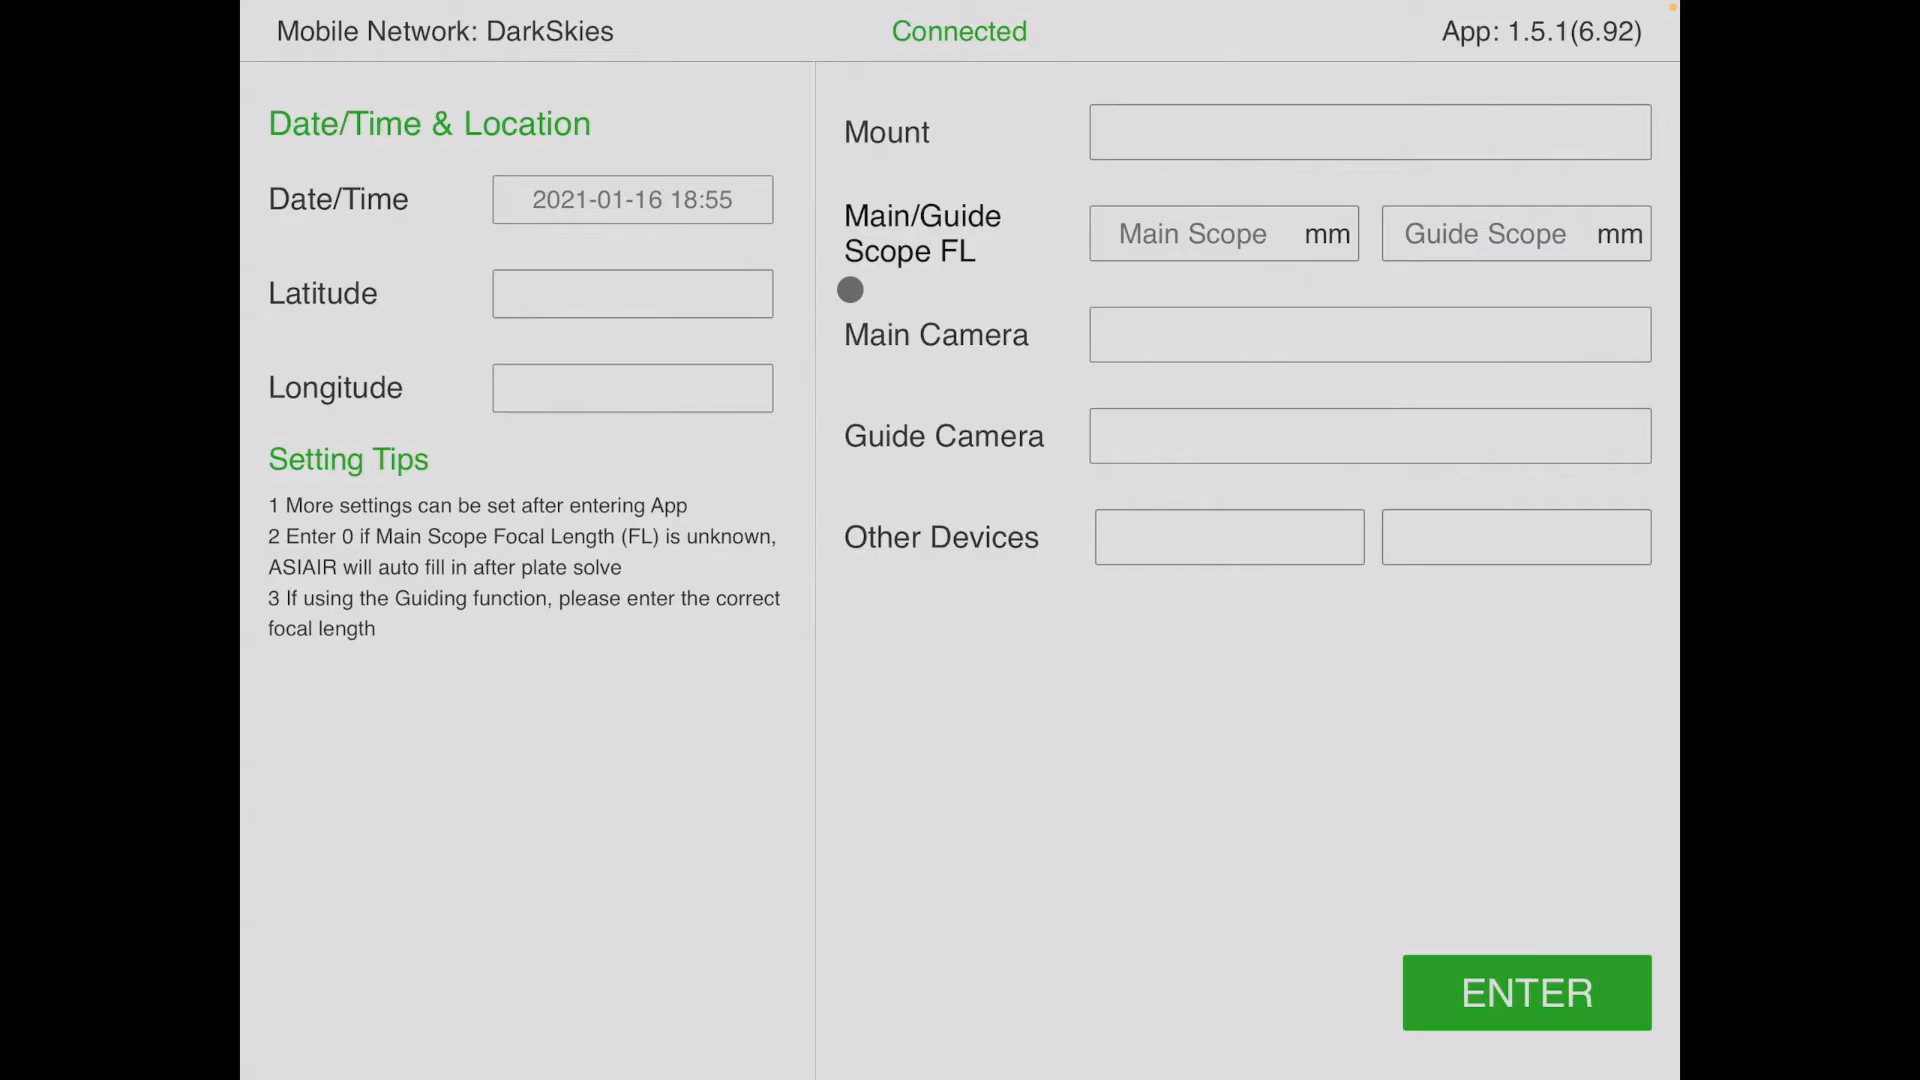 Mobile Network: DarkSkies
Connected
App: 1.5.1(6.92)
Date/Time & Location
Date/Time
2021-01-16 18:55
Latitude
Longitude
Setting Tips
1 More settings can be set after entering App
2 Enter 0 if Main Scope Focal Length (FL) is unknown,
ASIAIR will auto fill in after plate solve
3 If using the Guiding function, please enter the correct
focal length
Mount
Main/Guide
Scope FL
Main Scope mm
Guide Scope mm
Main Camera
Guide Camera
Other Devices
ENTER